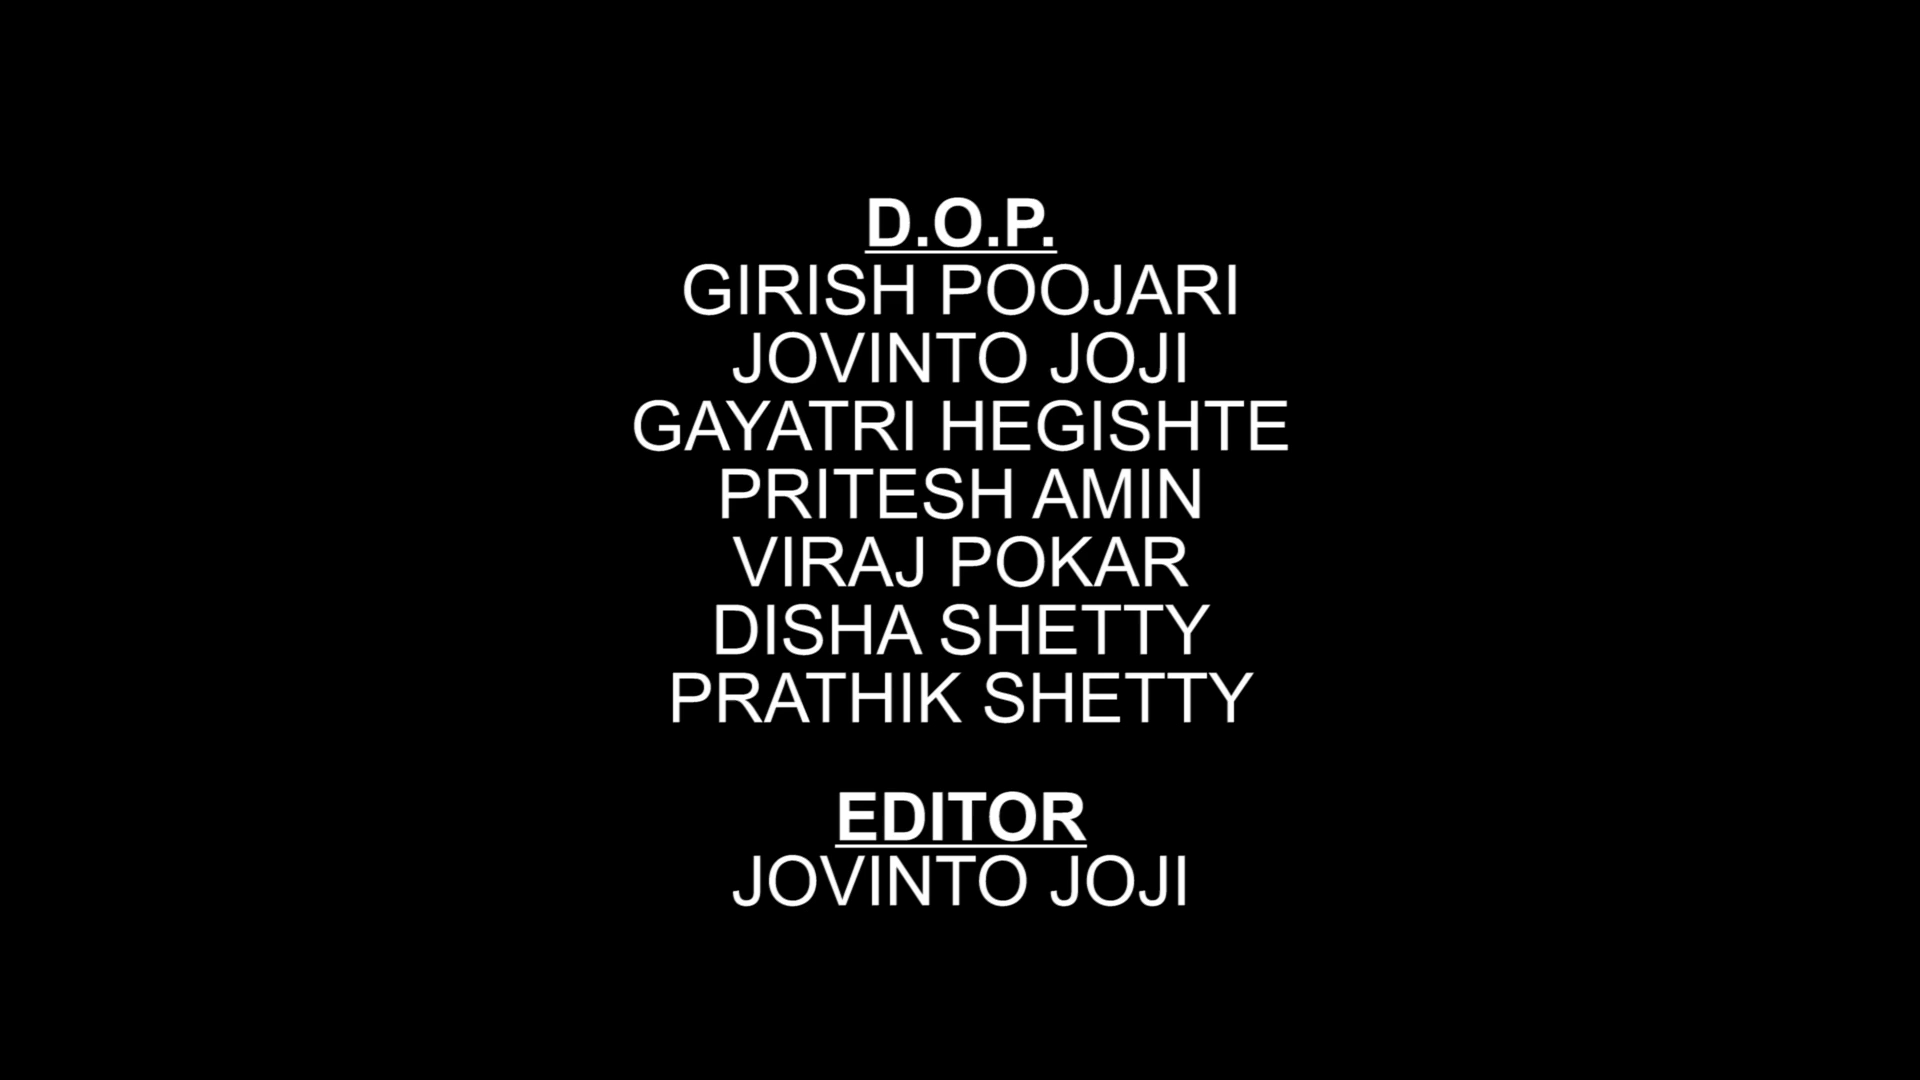 D.O.P.
GIRISH POOJARI
JOVINTO JOJI
GAYATRI HEGISHTE
PRITESH AMIN
VIRAJ POKAR
DISHA SHETTY
PRATHIK SHETTY
EDITOR
JOVINTO JOJI